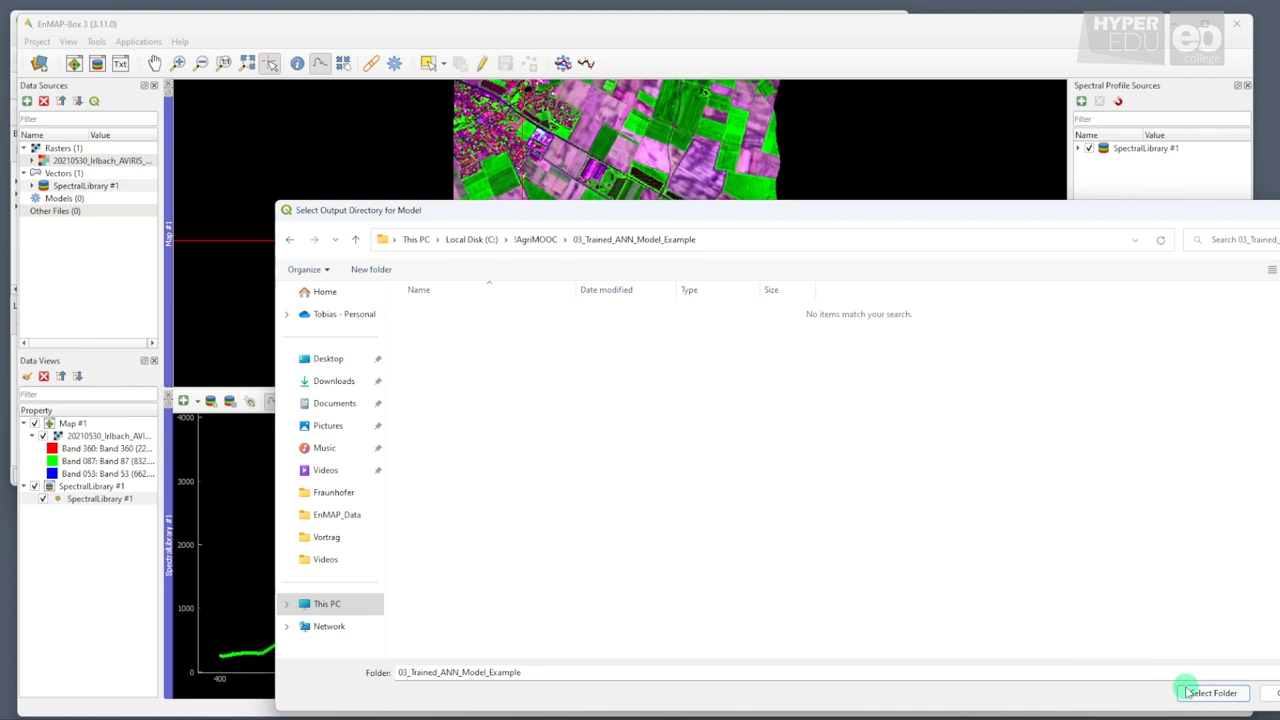 EnMAP-Box 3 (3.11.0)
HYPER
EDU
eo
college
Project View Tools Applications Help
Data Sources
Filter
Name Value
Rasters (1)
20210530_Irlbach_AVIRIS_...
Vectors (1)
SpectralLibrary #1
Models (0)
Other Files (0)
Map #1
Spectral Profile Sources
Filter
Name Value
SpectralLibrary #1
Select Output Directory for Model
This PC Local Disk (C:) !AgriMOOC 03_Trained_ANN_Model_Example
Search 03_Trained_
Organize New folder
Name Date modified Type Size
No items match your search.
Home
Tobias - Personal
Desktop
Downloads
Documents
Pictures
Music
Videos
Fraunhofer
EnMAP_Data
Vortrag
Videos
This PC
Network
Folder: 03_Trained_ANN_Model_Example
Select Folder
Data Views
Filter
Property
Map #1
20210530_Irlbach_AVI...
Band 360: Band 360 (22...
Band 087: Band 87 (832....
Band 053: Band 53 (662....
SpectralLibrary #1
SpectralLibrary #1
SpectralLibrary #1
4000
3000
2000
1000
0
400